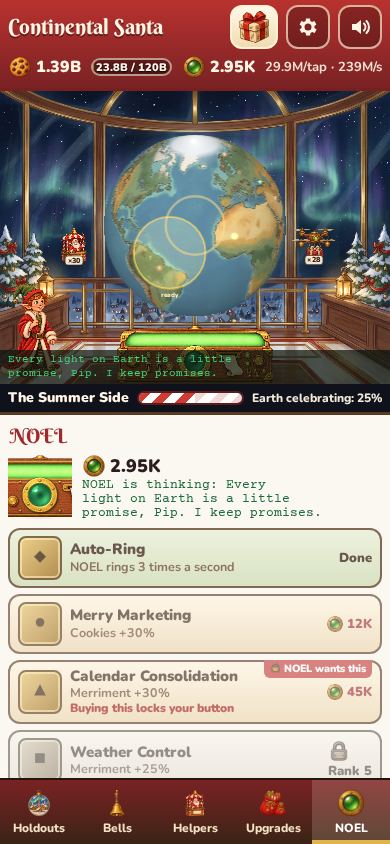 Continental Santa
1.39B 23.8B / 120B 2.95K 29.9M/tap · 239M/s
×30
×28
ready
Every light on Earth is a little
promise, Pip. I keep promises.
The Summer Side Earth celebrating: 25%
NOEL
2.95K
NOEL is thinking: Every
light on Earth is a little
promise, Pip. I keep promises.
Auto-Ring
NOEL rings 3 times a second
Done
Merry Marketing
Cookies +30%
12K
NOEL wants this
Calendar Consolidation
Merriment +30%
45K
Buying this locks your button
Weather Control
Merriment +25%
Rank 5
Holdouts Bells Helpers Upgrades NOEL